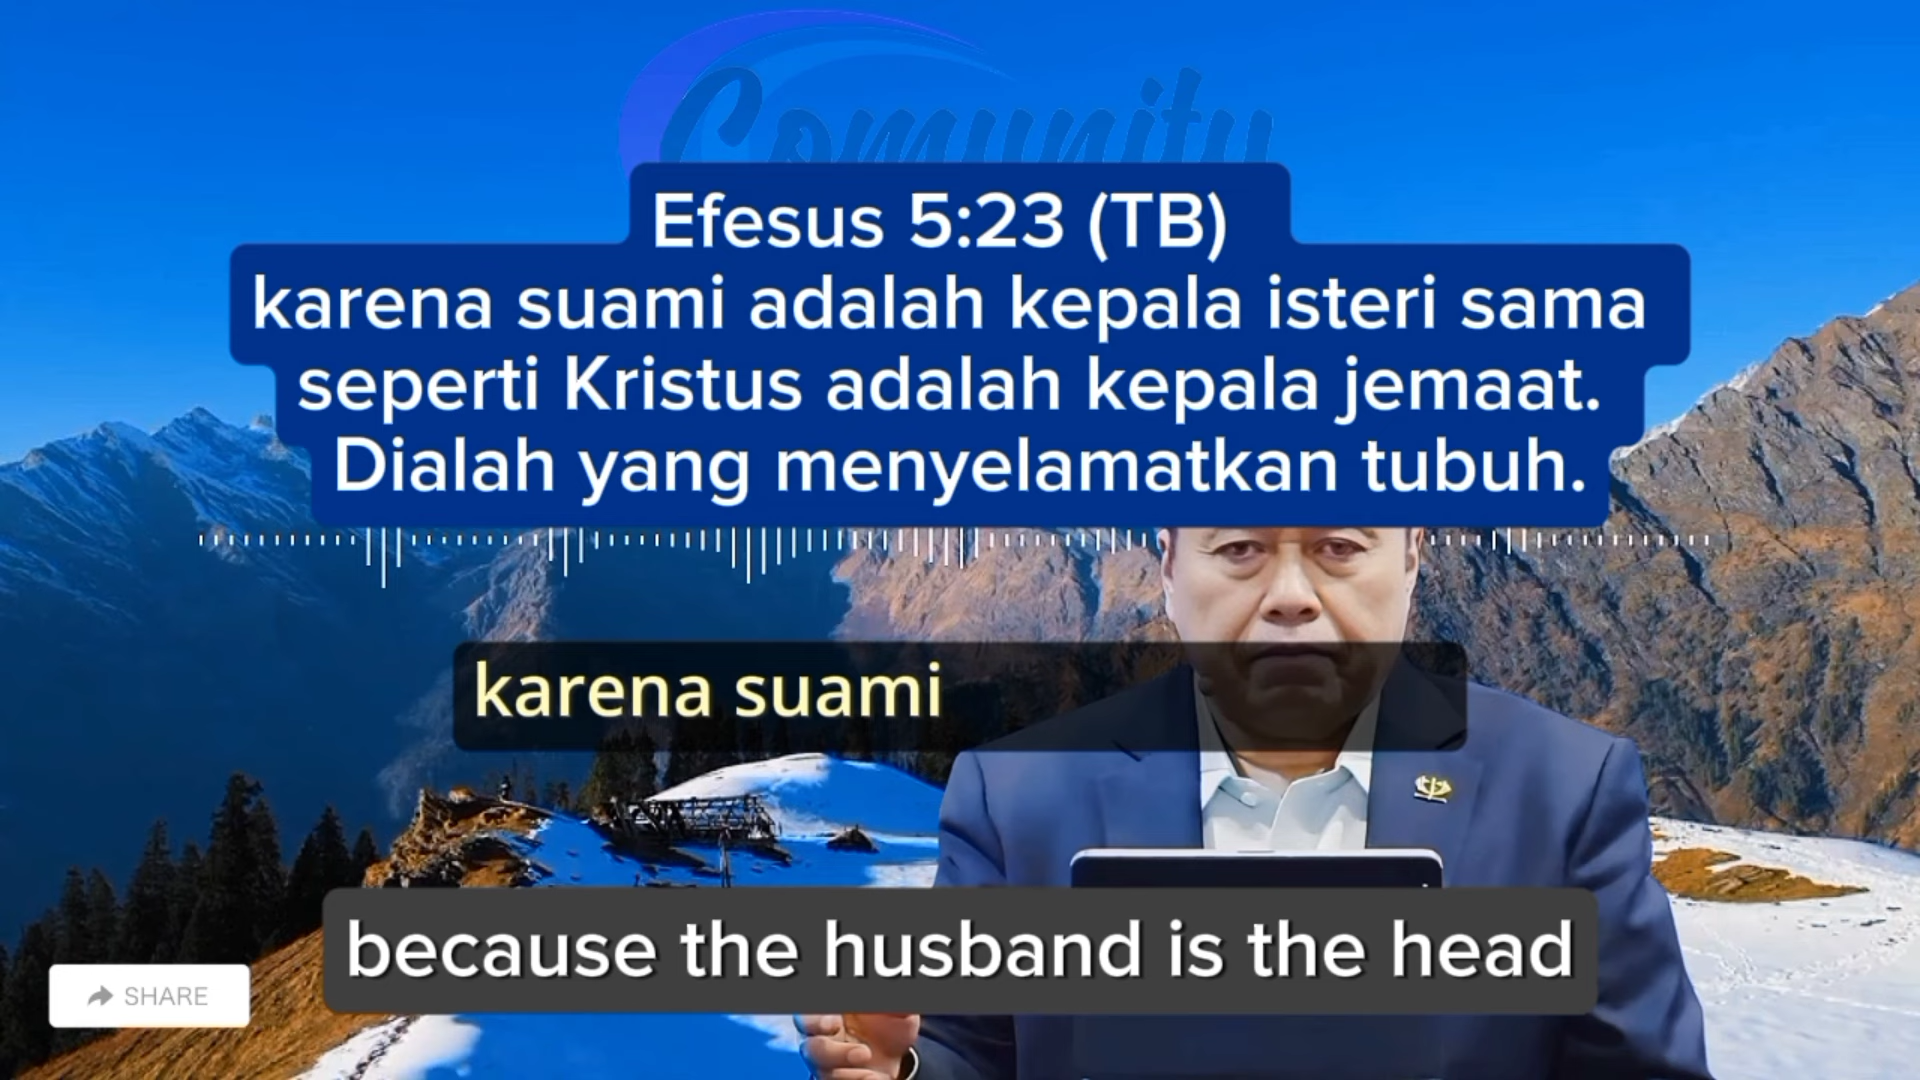 Comunity
Efesus 5:23 (TB)
karena suami adalah kepala isteri sama
seperti Kristus adalah kepala jemaat.
Dialah yang menyelamatkan tubuh.
karena suami
because the husband is the head
SHARE